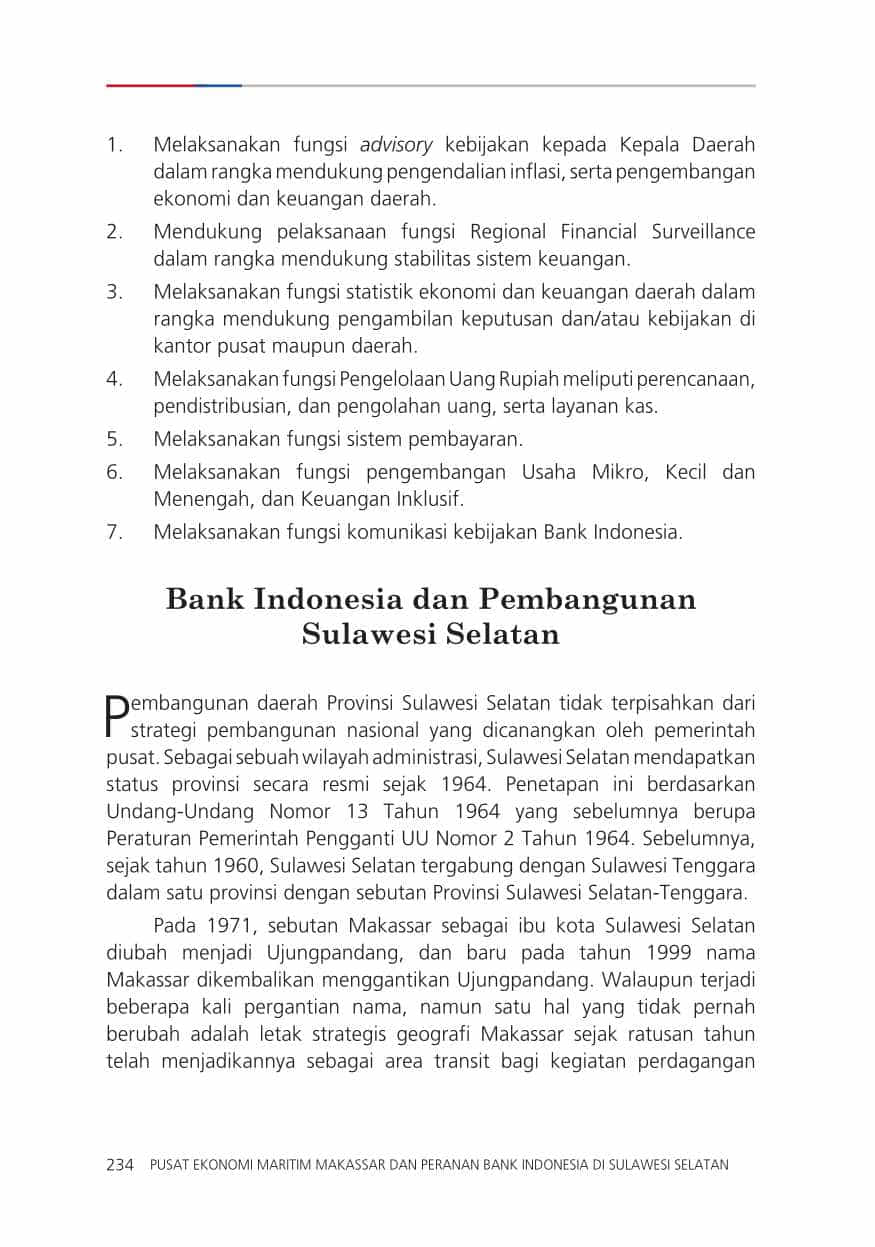 1. Melaksanakan fungsi advisory kebijakan kepada Kepala Daerah
dalam rangka mendukung pengendalian inflasi, serta pengembangan
ekonomi dan keuangan daerah.
2. Mendukung pelaksanaan fungsi Regional Financial Surveillance
dalam rangka mendukung stabilitas sistem keuangan.
3. Melaksanakan fungsi statistik ekonomi dan keuangan daerah dalam
rangka mendukung pengambilan keputusan dan/atau kebijakan di
kantor pusat maupun daerah.
4. Melaksanakan fungsi Pengelolaan Uang Rupiah meliputi perencanaan,
pendistribusian, dan pengolahan uang, serta layanan kas.
5. Melaksanakan fungsi sistem pembayaran.
6. Melaksanakan fungsi pengembangan Usaha Mikro, Kecil dan
Menengah, dan Keuangan Inklusif.
7. Melaksanakan fungsi komunikasi kebijakan Bank Indonesia.
Bank Indonesia dan Pembangunan
Sulawesi Selatan
Pembangunan daerah Provinsi Sulawesi Selatan tidak terpisahkan dari
strategi pembangunan nasional yang dicanangkan oleh pemerintah
pusat. Sebagai sebuah wilayah administrasi, Sulawesi Selatan mendapatkan
status provinsi secara resmi sejak 1964. Penetapan ini berdasarkan
Undang-Undang Nomor 13 Tahun 1964 yang sebelumnya berupa
Peraturan Pemerintah Pengganti UU Nomor 2 Tahun 1964. Sebelumnya,
sejak tahun 1960, Sulawesi Selatan tergabung dengan Sulawesi Tenggara
dalam satu provinsi dengan sebutan Provinsi Sulawesi Selatan-Tenggara.
Pada 1971, sebutan Makassar sebagai ibu kota Sulawesi Selatan
diubah menjadi Ujungpandang, dan baru pada tahun 1999 nama
Makassar dikembalikan menggantikan Ujungpandang. Walaupun terjadi
beberapa kali pergantian nama, namun satu hal yang tidak pernah
berubah adalah letak strategis geografi Makassar sejak ratusan tahun
telah menjadikannya sebagai area transit bagi kegiatan perdagangan
234 PUSAT EKONOMI MARITIM MAKASSAR DAN PERANAN BANK INDONESIA DI SULAWESI SELATAN